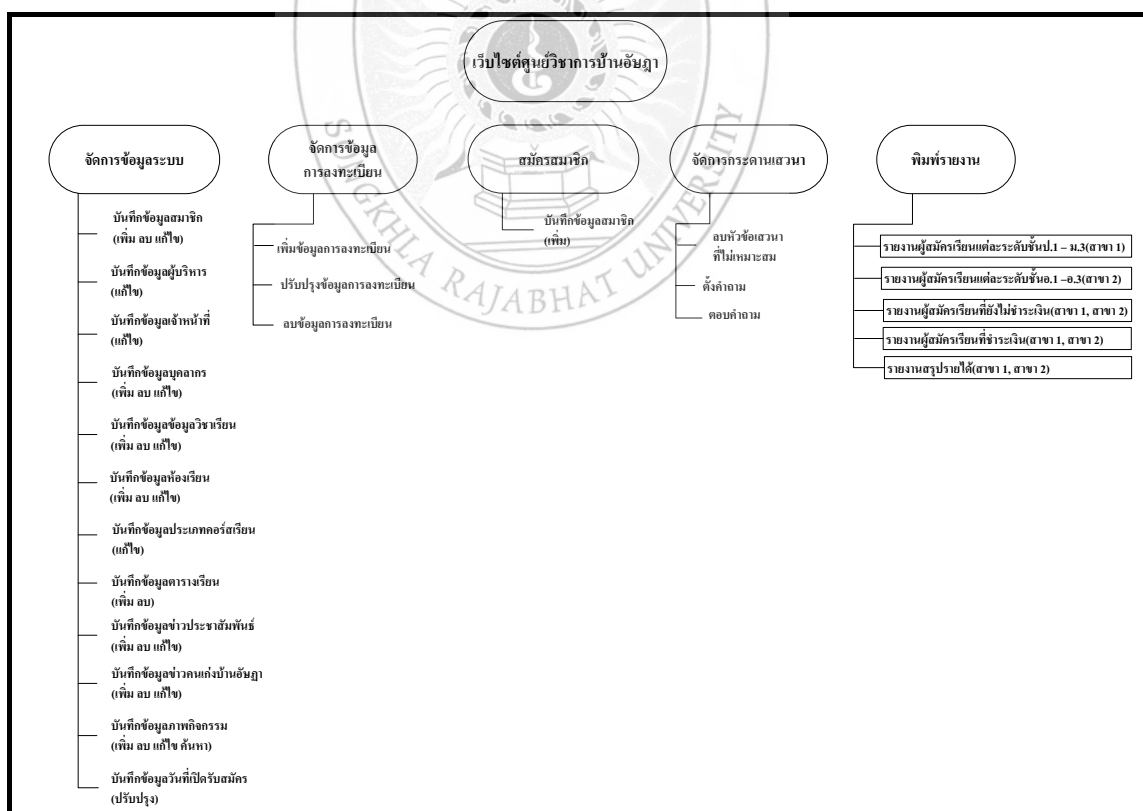 เว็บไซต์ศูนย์วิชาการบ้านอัษฎา
จัดการข้อมูลระบบ
บันทึกข้อมูลสมาชิก
(เพิ่ม ลบ แก้ไข)
บันทึกข้อมูลผู้บริหาร
(แก้ไข)
บันทึกข้อมูลเจ้าหน้าที่
(แก้ไข)
บันทึกข้อมูลบุคลากร
(เพิ่ม ลบ แก้ไข)
บันทึกข้อมูลข้อมูลวิชาเรียน
(เพิ่ม ลบ แก้ไข)
บันทึกข้อมูลห้องเรียน
(เพิ่ม ลบ แก้ไข)
บันทึกข้อมูลประเภทคอร์สเรียน
(แก้ไข)
บันทึกข้อมูลตารางเรียน
(เพิ่ม ลบ)
บันทึกข้อมูลข่าวประชาสัมพันธ์
(เพิ่ม ลบ แก้ไข)
บันทึกข้อมูลข่าวคนเก่งบ้านอัษฎา
(เพิ่ม ลบ แก้ไข)
บันทึกข้อมูลภาพกิจกรรม
(เพิ่ม ลบ แก้ไข ค้นหา)
บันทึกข้อมูลวันที่เปิดรับสมัคร
(ปรับปรุง)
จัดการข้อมูล
การลงทะเบียน
เพิ่มข้อมูลการลงทะเบียน
ปรับปรุงข้อมูลการลงทะเบียน
ลบข้อมูลการลงทะเบียน
สมัครสมาชิก
บันทึกข้อมูลสมาชิก
(เพิ่ม)
จัดการกระดานเสวนา
ลบหัวข้อเสวนา
ที่ไม่เหมาะสม
ตั้งคำถาม
ตอบคำถาม
พิมพ์รายงาน
รายงานผู้สมัครเรียนแต่ละระดับชั้นป.1 – ม.3(สาขา 1)
รายงานผู้สมัครเรียนแต่ละระดับชั้นอ.1 –อ.3(สาขา 2)
รายงานผู้สมัครเรียนที่ยังไม่ชำระเงิน(สาขา 1, สาขา 2)
รายงานผู้สมัครเรียนที่ชำระเงิน(สาขา 1, สาขา 2)
รายงานสรุปรายได้(สาขา 1, สาขา 2)
SONGKHLA RAJABHAT UNIVERSITY